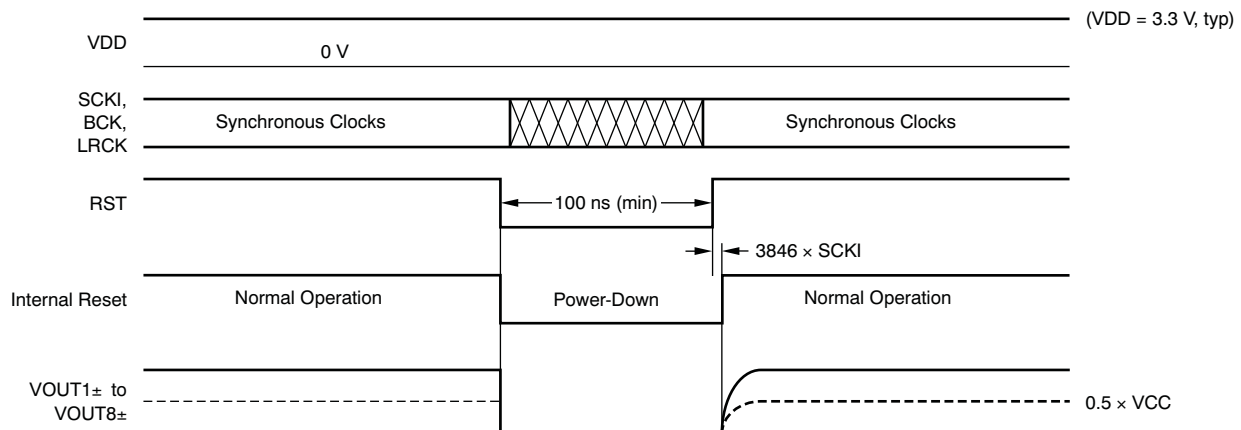 (VDD = 3.3 V, typ)
VDD
0 V
SCKI,
BCK,
LRCK
Synchronous Clocks
Synchronous Clocks
RST
100 ns (min)
3846 × SCKI
Internal Reset
Normal Operation
Power-Down
Normal Operation
VOUT1± to
VOUT8±
0.5 × VCC